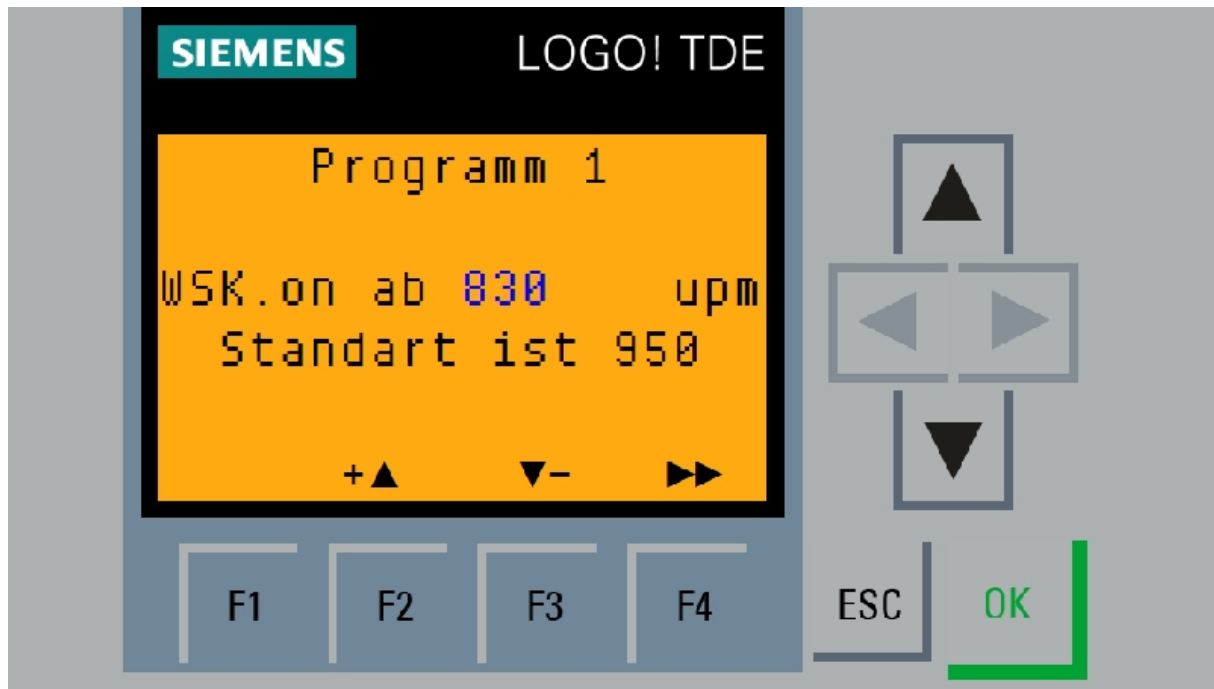 SIEMENS LOGO! TDE
Programm 1
WSK.on ab 830 upm
Standart ist 950
+▲ ▼- ▶▶
F1 F2 F3 F4 ESC OK